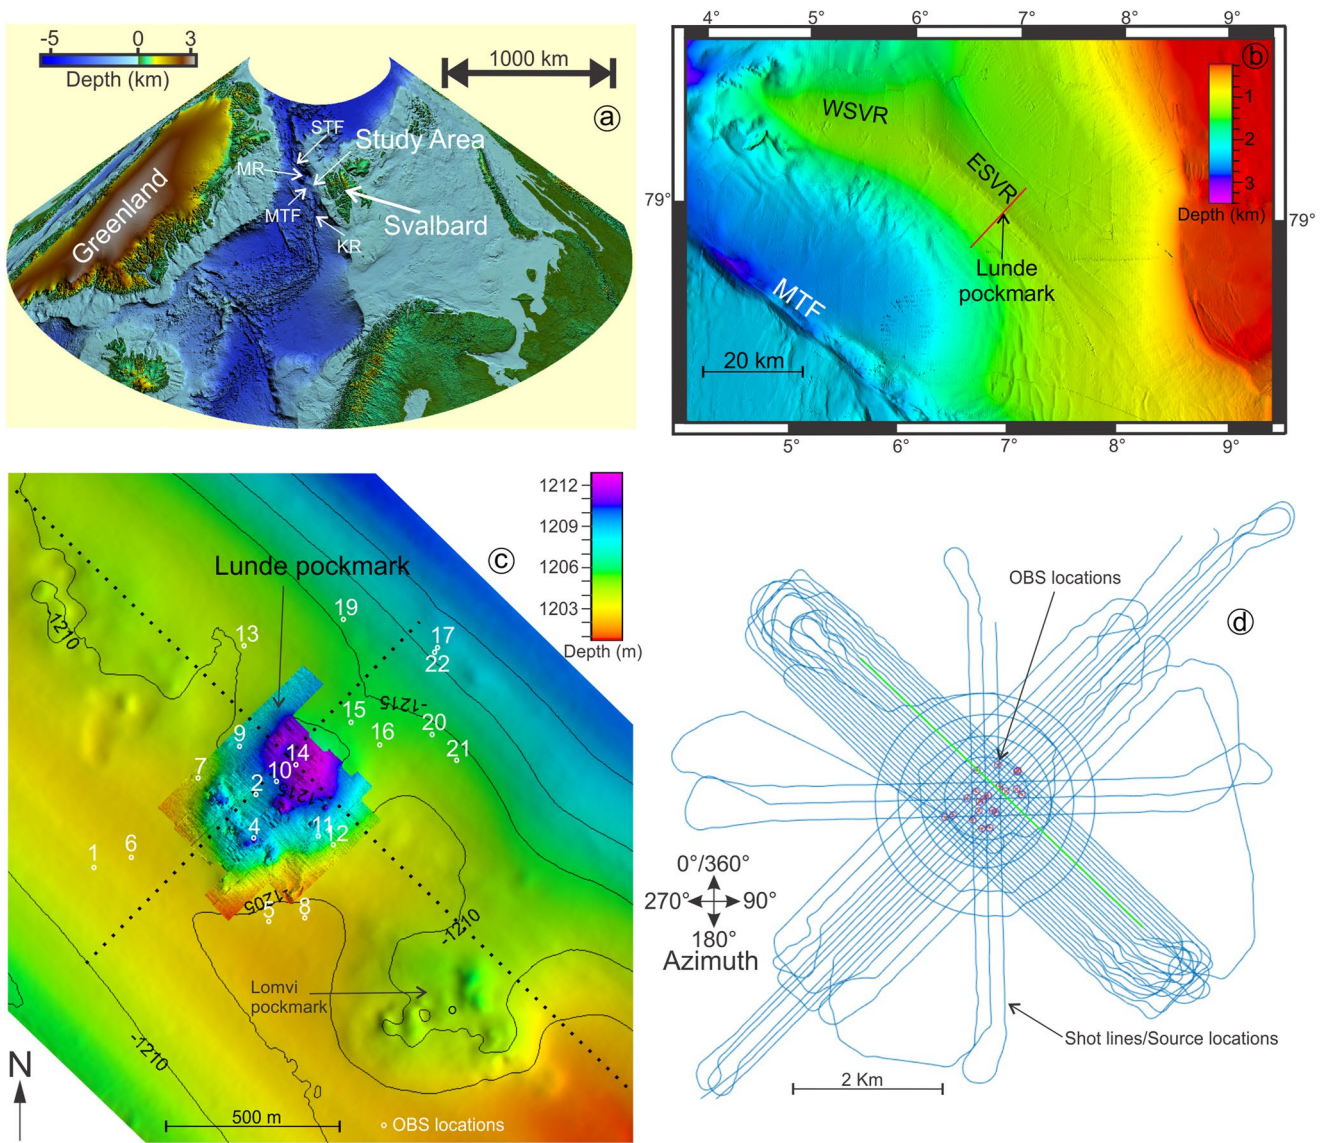 -5 0 3
Depth (km)
1000 km
a
STF
Study Area
MR
MTF
Svalbard
KR
Greenland
4° 5° 6° 7° 8° 9°
b
WSVR
ESVR
1
2
3
Depth (km)
79°
79°
Lunde
pockmark
MTF
20 km
5° 6° 7° 8° 9°
c
1212
1209
1206
1203
Depth (m)
Lunde pockmark
-1210
19
13
17
22
-1215
15
20
9
16
21
14
7
10
2
-1215
4
11
12
1
6
-1205
5
8
-1210
Lomvi
pockmark
-1210
N
500 m
OBS locations
d
OBS locations
0°/360°
270° 90°
180°
Azimuth
Shot lines/Source locations
2 Km